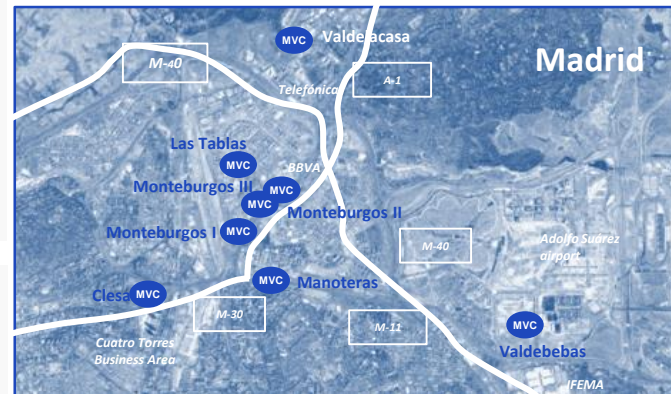 MVC
Valdelacasa
Madrid
M-40
A-1
Telefónica
Las Tablas
MVC
BBVA
Monteburgos III
MVC
MVC
Monteburgos II
Monteburgos I
MVC
M-40
Adolfo Suárez
airport
MVC
Manoteras
Clesa
MVC
M-30
M-11
MVC
Cuatro Torres
Business Area
Valdebebas
IFEMA